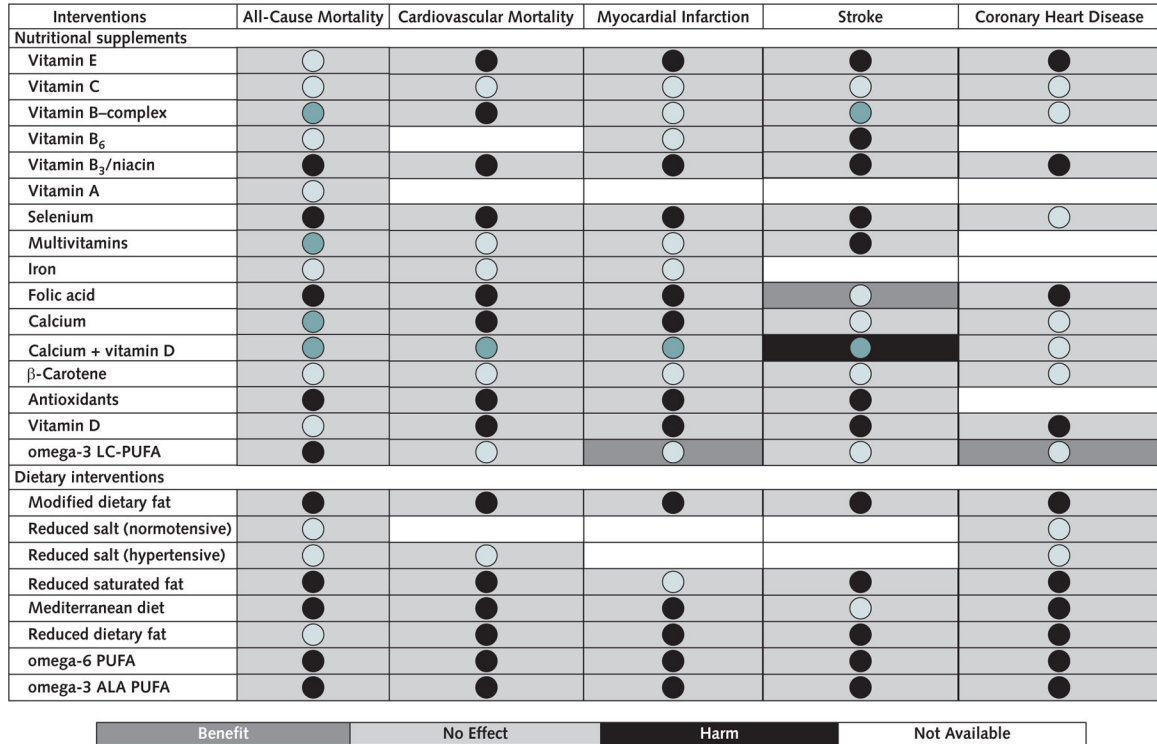 Interventions All-Cause Mortality Cardiovascular Mortality Myocardial Infarction Stroke Coronary Heart Disease
Nutritional supplements
Vitamin E
Vitamin C
Vitamin B–complex
Vitamin B₆
Vitamin B₃/niacin
Vitamin A
Selenium
Multivitamins
Iron
Folic acid
Calcium
Calcium + vitamin D
β-Carotene
Antioxidants
Vitamin D
omega-3 LC-PUFA
Dietary interventions
Modified dietary fat
Reduced salt (normotensive)
Reduced salt (hypertensive)
Reduced saturated fat
Mediterranean diet
Reduced dietary fat
omega-6 PUFA
omega-3 ALA PUFA
Benefit No Effect Harm Not Available